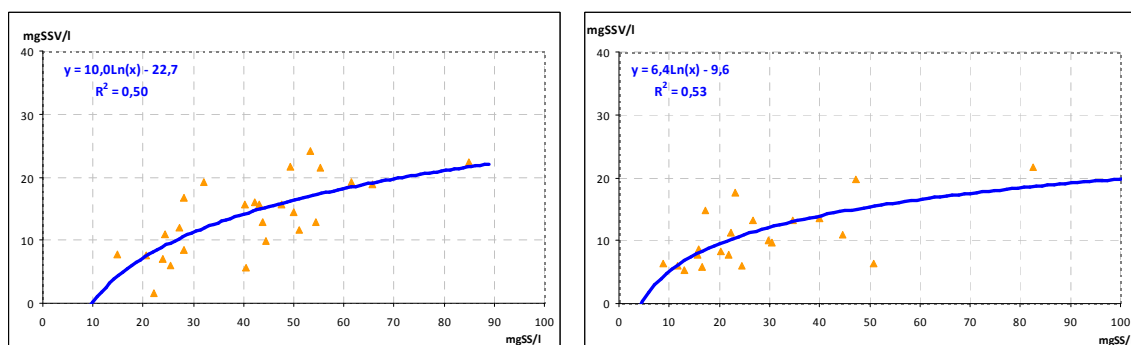 mgSSV/l
40
y = 10,0Ln(x) - 22,7
R² = 0,50
30
20
10
0
0 10 20 30 40 50 60 70 80 90 100
mgSS/l
mgSSV/l
40
y = 6,4Ln(x) - 9,6
R² = 0,53
30
20
10
0
0 10 20 30 40 50 60 70 80 90 100
mgSS/l